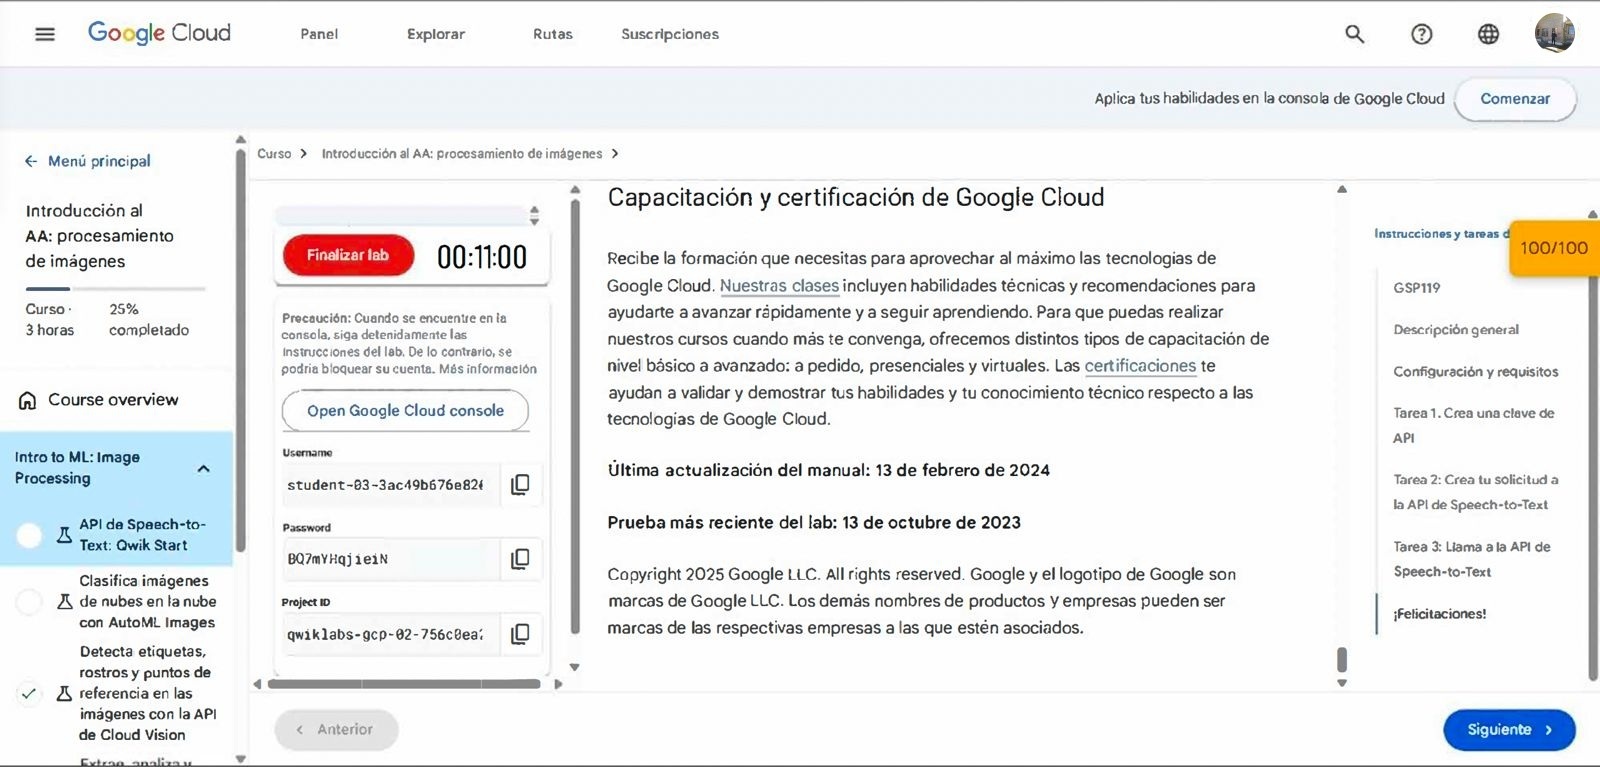 Google Cloud
Panel
Explorar
Rutas
Suscripciones
Aplica tus habilidades en la consola de Google Cloud
Comenzar
Menú principal
Introducción al
AA: procesamiento
de imágenes
Curso ·
3 horas
25%
completado
Course overview
Intro to ML: Image
Processing
API de Speech-to-
Text: Qwik Start
Clasifica imágenes
de nubes en la nube
con AutoML Images
Detecta etiquetas,
rostros y puntos de
referencia en las
imágenes con la API
de Cloud Vision
Extrae, analiza y
Curso > Introducción al AA: procesamiento de imágenes >
Finalizar lab
00:11:00
Precaución: Cuando se encuentre en la
consola, siga detenidamente las
instrucciones del lab. De lo contrario, se
podría bloquear su cuenta. Más información
Open Google Cloud console
Username
student-03-3ac49b676e826
Password
BQ7mYHqjieiN
Project ID
qwiklabs-gcp-02-756c0ea2
Capacitación y certificación de Google Cloud
Recibe la formación que necesitas para aprovechar al máximo las tecnologías de
Google Cloud. Nuestras clases incluyen habilidades técnicas y recomendaciones para
ayudarte a avanzar rápidamente y a seguir aprendiendo. Para que puedas realizar
nuestros cursos cuando más te convenga, ofrecemos distintos tipos de capacitación de
nivel básico a avanzado: a pedido, presenciales y virtuales. Las certificaciones te
ayudan a validar y demostrar tus habilidades y tu conocimiento técnico respecto a las
tecnologías de Google Cloud.
Última actualización del manual: 13 de febrero de 2024
Prueba más reciente del lab: 13 de octubre de 2023
Copyright 2025 Google LLC. All rights reserved. Google y el logotipo de Google son
marcas de Google LLC. Los demás nombres de productos y empresas pueden ser
marcas de las respectivas empresas a las que estén asociados.
Instrucciones y tareas d
100/100
GSP119
Descripción general
Configuración y requisitos
Tarea 1. Crea una clave de
API
Tarea 2: Crea tu solicitud a
la API de Speech-to-Text
Tarea 3: Llama a la API de
Speech-to-Text
¡Felicitaciones!
Anterior
Siguiente